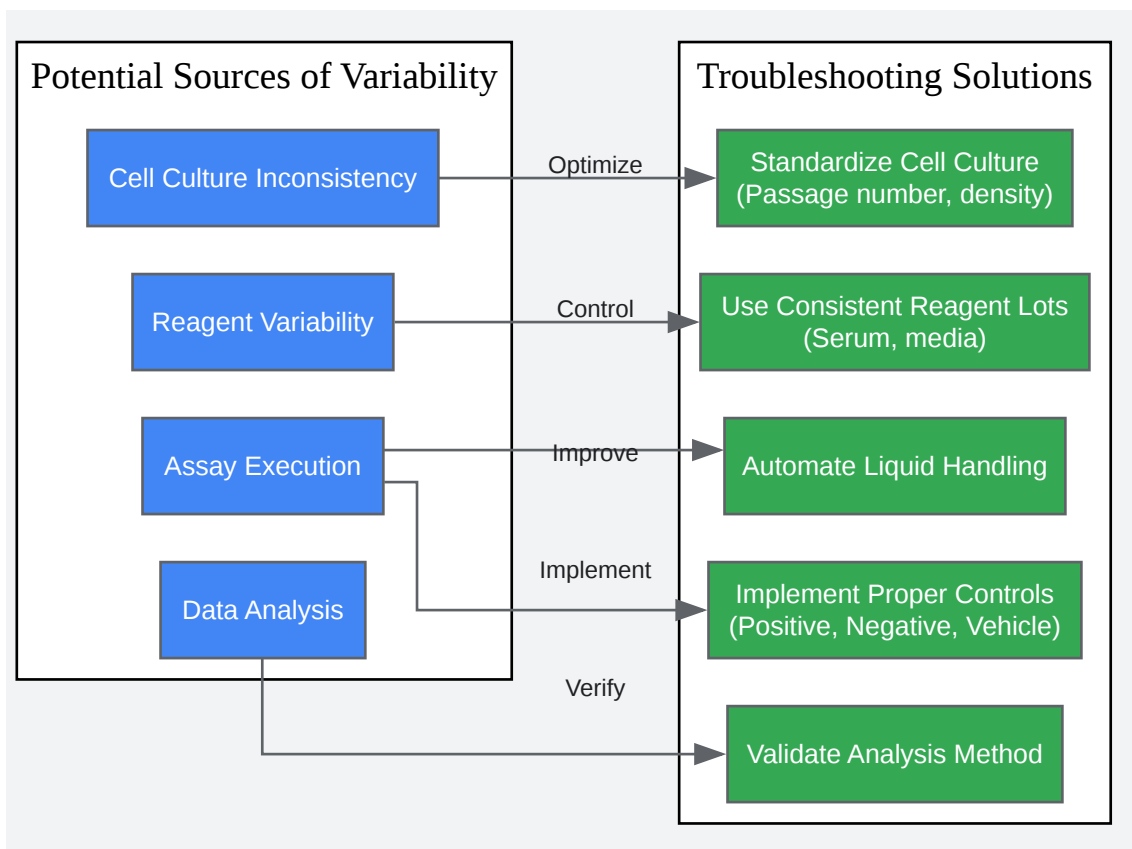 Potential Sources of Variability
Cell Culture Inconsistency
Reagent Variability
Assay Execution
Data Analysis
Optimize
Control
Improve
Implement
Verify
Troubleshooting Solutions
Standardize Cell Culture
(Passage number, density)
Use Consistent Reagent Lots
(Serum, media)
Automate Liquid Handling
Implement Proper Controls
(Positive, Negative, Vehicle)
Validate Analysis Method